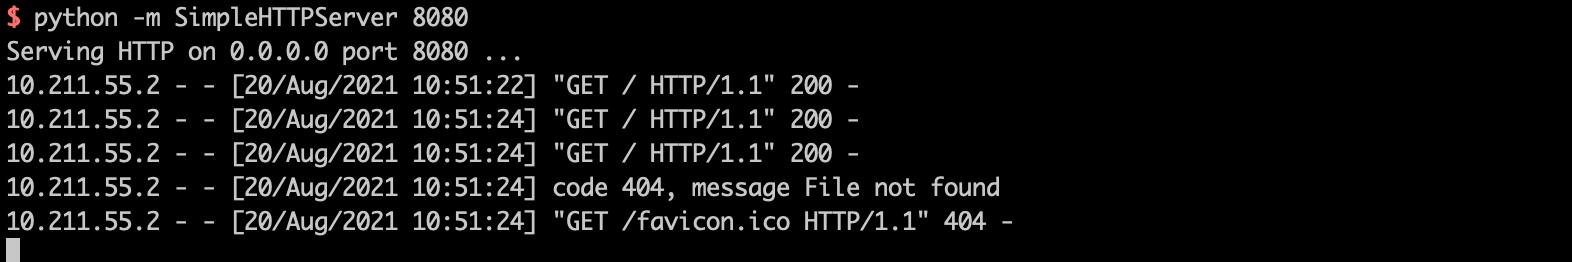 $ python -m SimpleHTTPServer 8080
Serving HTTP on 0.0.0.0 port 8080 ...
10.211.55.2 - - [20/Aug/2021 10:51:22] "GET / HTTP/1.1" 200 -
10.211.55.2 - - [20/Aug/2021 10:51:24] "GET / HTTP/1.1" 200 -
10.211.55.2 - - [20/Aug/2021 10:51:24] "GET / HTTP/1.1" 200 -
10.211.55.2 - - [20/Aug/2021 10:51:24] code 404, message File not found
10.211.55.2 - - [20/Aug/2021 10:51:24] "GET /favicon.ico HTTP/1.1" 404 -